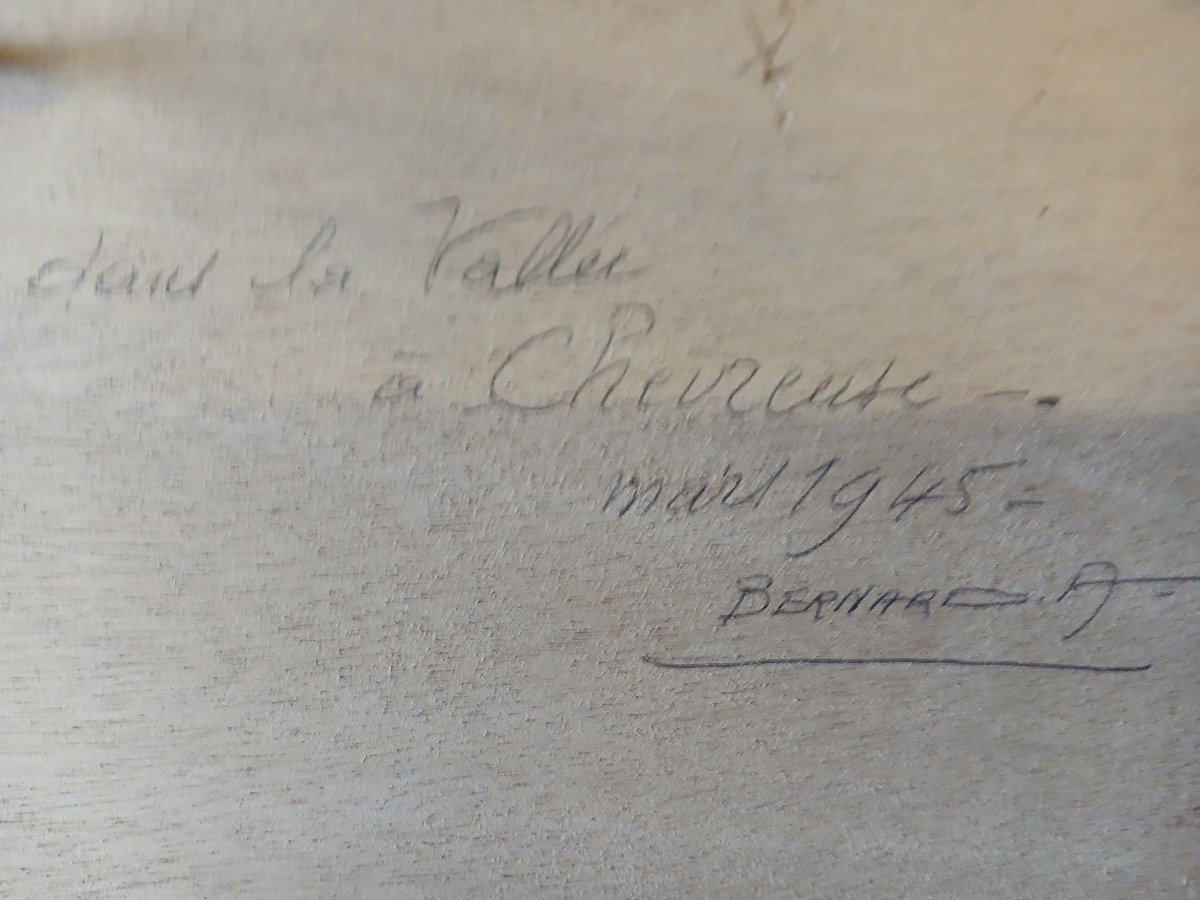 dans la Vallée
à Chevreuse -.
mars 1945 -
BERNARD. A -